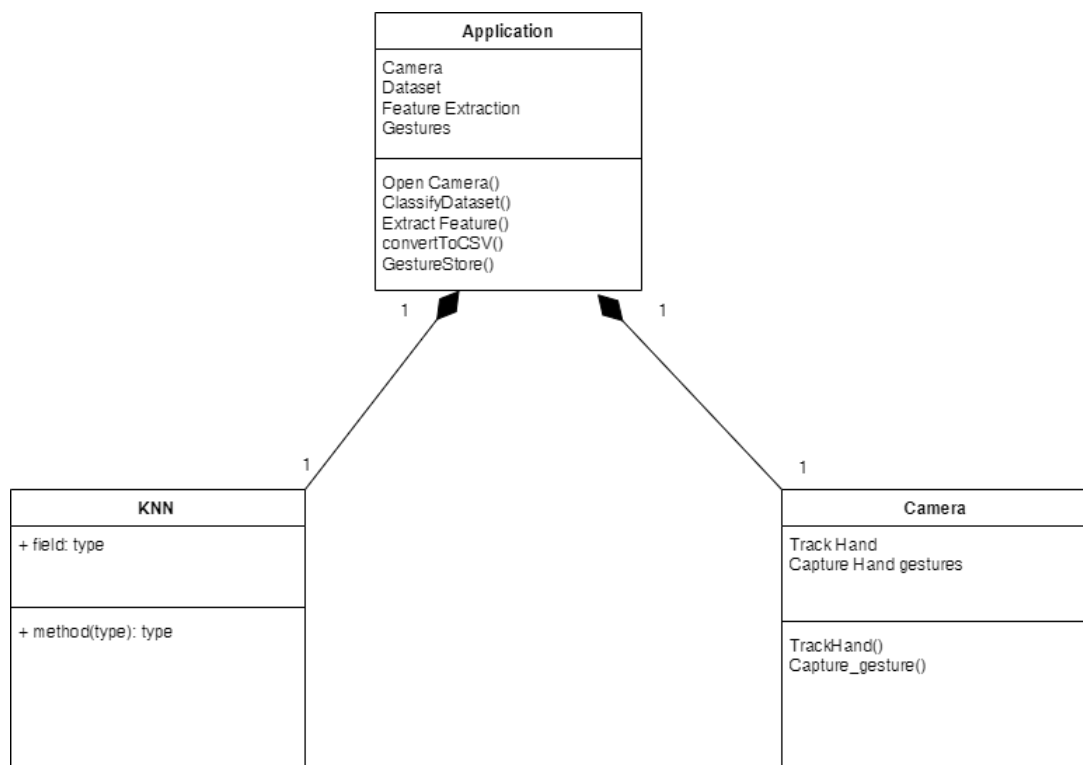 Application
Camera
Dataset
Feature Extraction
Gestures
Open Camera()
ClassifyDataset()
Extract Feature()
convertToCSV()
GestureStore()
1
1
1
1
KNN
+ field: type
+ method(type): type
Camera
Track Hand
Capture Hand gestures
TrackHand()
Capture_gesture()